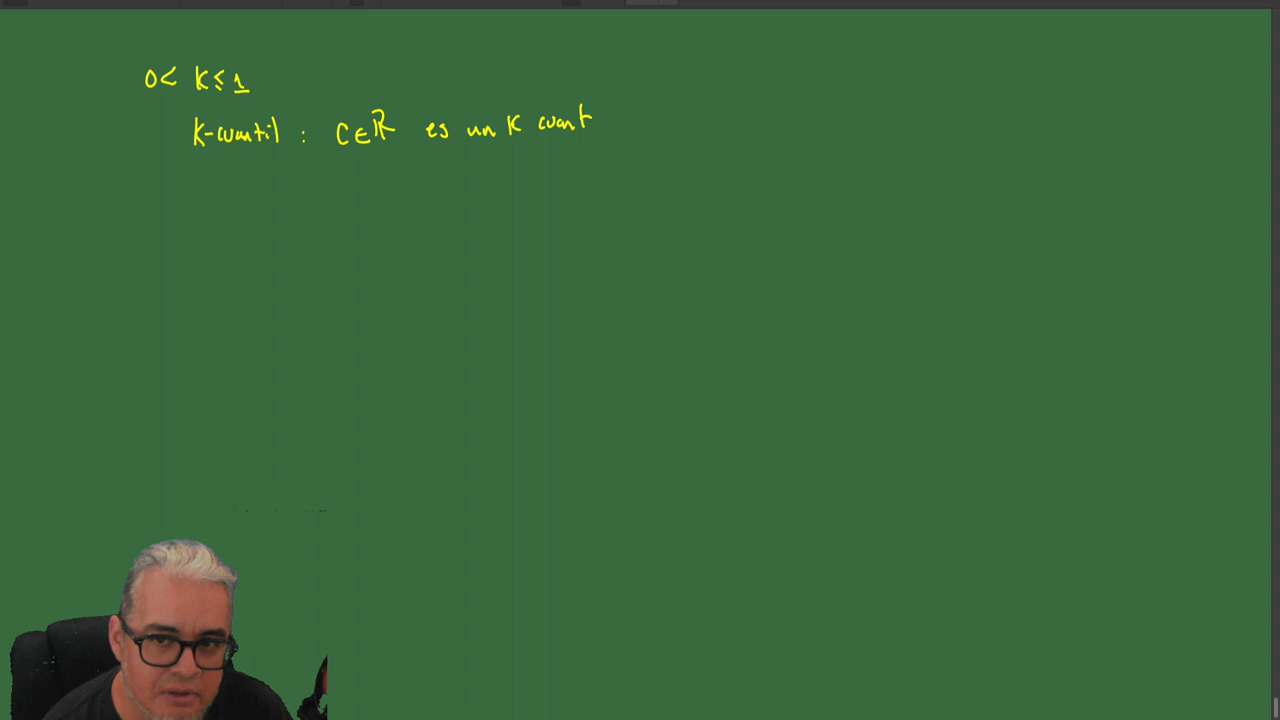 0< K ≤ 1
K-cuantil : C∈ℝ es un K cuant